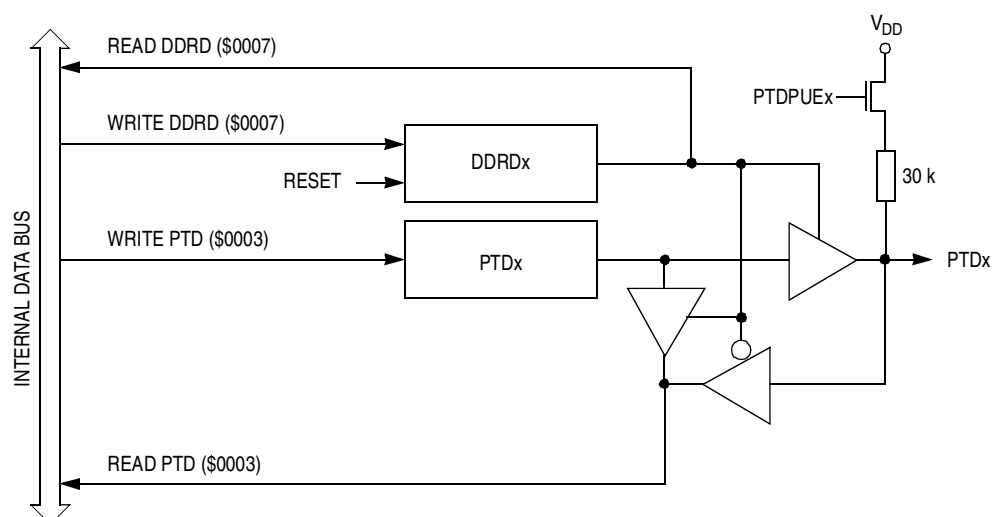 V_DD
READ DDRD ($0007)
PTDPUEx
WRITE DDRD ($0007)
DDRDx
RESET
30 k
WRITE PTD ($0003)
PTDx
PTDx
INTERNAL DATA BUS
READ PTD ($0003)